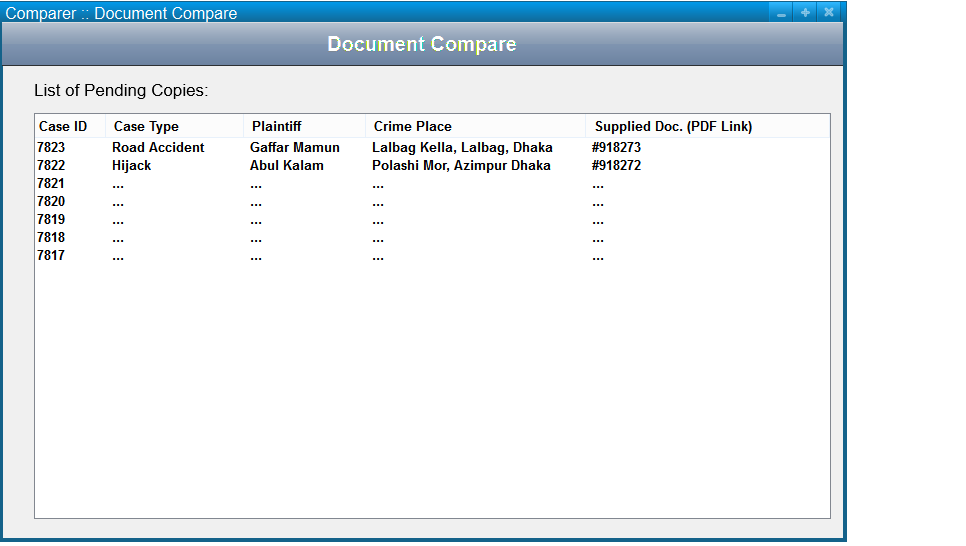 Comparer :: Document Compare
Document Compare
List of Pending Copies:
Case ID Case Type Plaintiff Crime Place Supplied Doc. (PDF Link)
7823 Road Accident Gaffar Mamun Lalbag Kella, Lalbag, Dhaka #918273
7822 Hijack Abul Kalam Polashi Mor, Azimpur Dhaka #918272
7821 ... ... ... ...
7820 ... ... ... ...
7819 ... ... ... ...
7818 ... ... ... ...
7817 ... ... ... ...